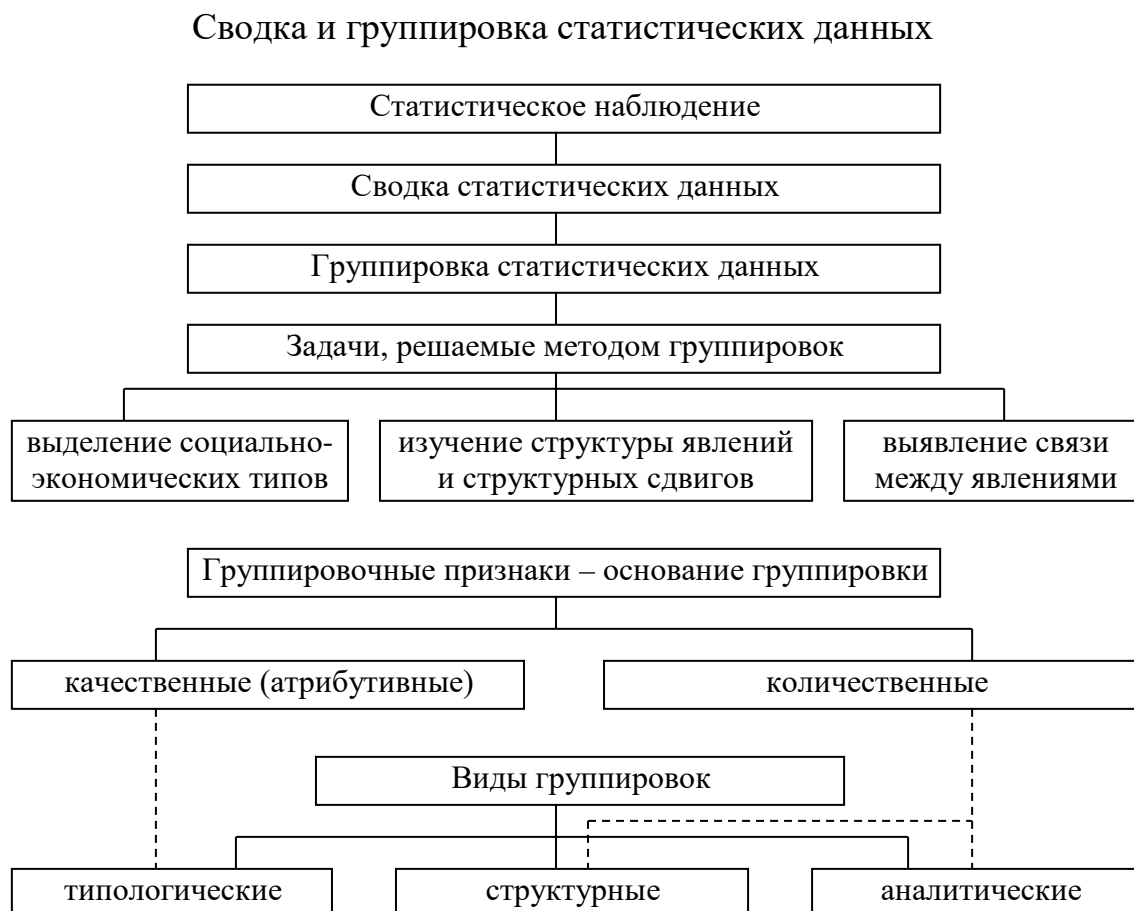 Сводка и группировка статистических данных
Статистическое наблюдение
Сводка статистических данных
Группировка статистических данных
Задачи, решаемые методом группировок
выделение социально-
экономических типов
изучение структуры явлений
и структурных сдвигов
выявление связи
между явлениями
Группировочные признаки – основание группировки
качественные (атрибутивные)
количественные
Виды группировок
типологические
структурные
аналитические